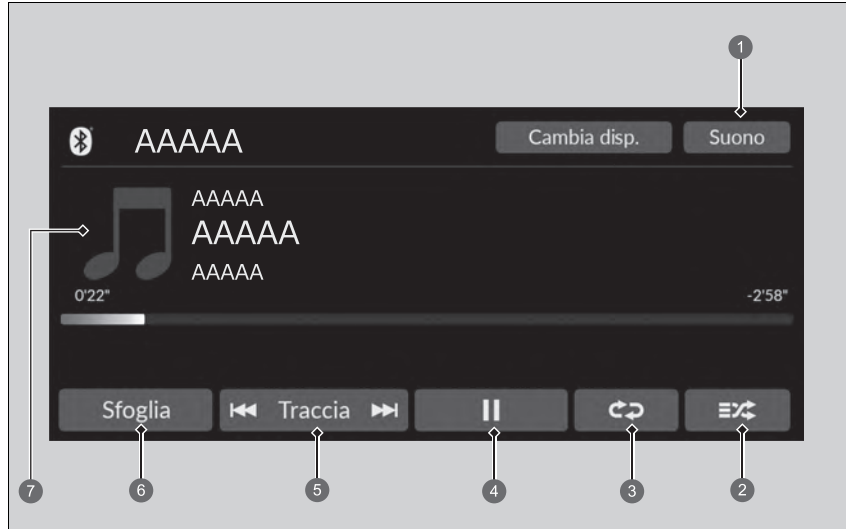 1
AAAAA
Cambia disp.
Suono
AAAAA
AAAAA
7
AAAAA
0'22"
-2'58"
Sfoglia
Traccia
6
5
4
3
2